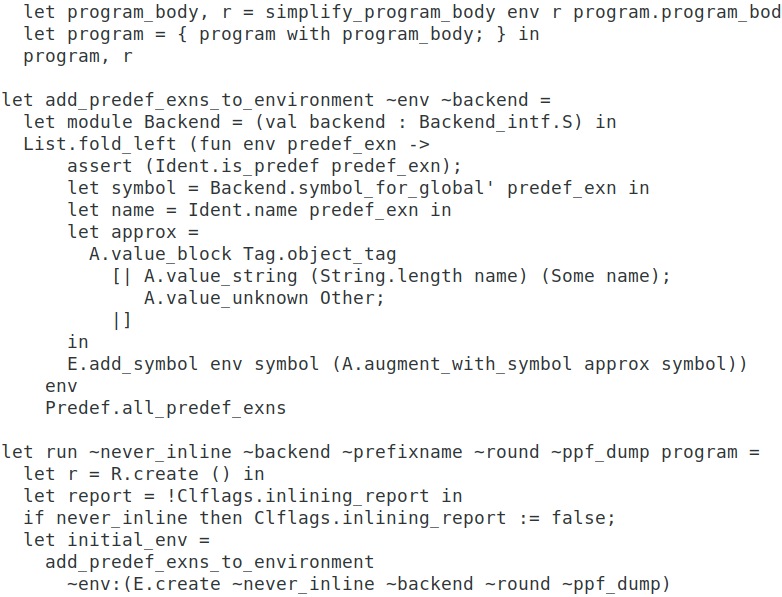 let program_body, r = simplify_program_body env r program.program_bod
  let program = { program with program_body; } in
  program, r

let add_predef_exns_to_environment ~env ~backend =
  let module Backend = (val backend : Backend_intf.S) in
  List.fold_left (fun env predef_exn ->
      assert (Ident.is_predef predef_exn);
      let symbol = Backend.symbol_for_global' predef_exn in
      let name = Ident.name predef_exn in
      let approx =
        A.value_block Tag.object_tag
          [| A.value_string (String.length name) (Some name);
             A.value_unknown Other;
          |]
      in
      E.add_symbol env symbol (A.augment_with_symbol approx symbol))
    env
    Predef.all_predef_exns

let run ~never_inline ~backend ~prefixname ~round ~ppf_dump program =
  let r = R.create () in
  let report = !Clflags.inlining_report in
  if never_inline then Clflags.inlining_report := false;
  let initial_env =
    add_predef_exns_to_environment
      ~env:(E.create ~never_inline ~backend ~round ~ppf_dump)